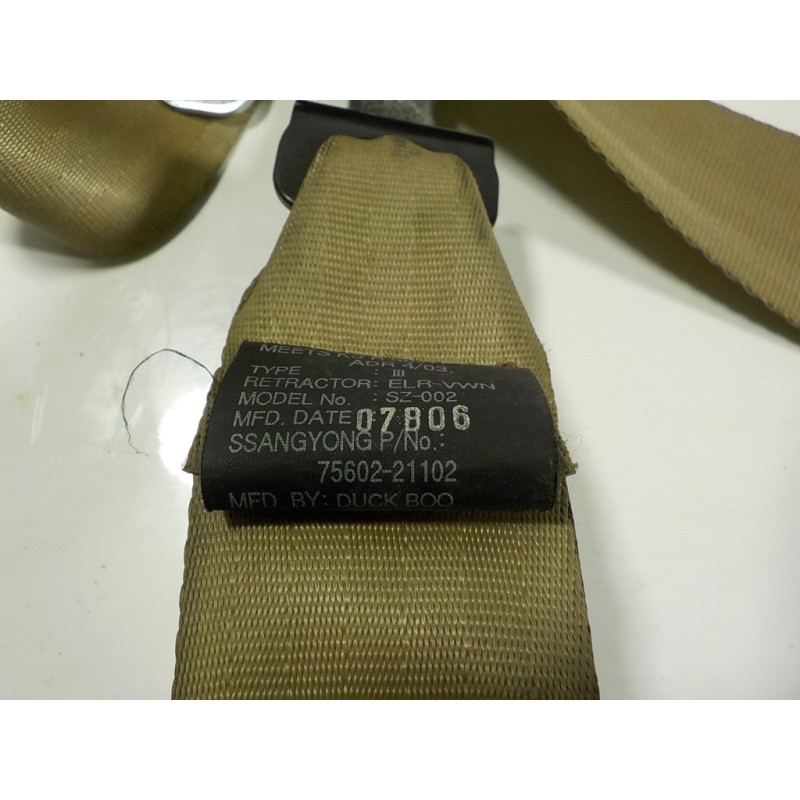 MEETS
ADR 4/03.
TYPE : III
RETRACTOR: ELR-VWN
MODEL No. : SZ-002
MFD. DATE 07806
SSANGYONG P/No.:
75602-21102
MFD. BY: DUCK BOO